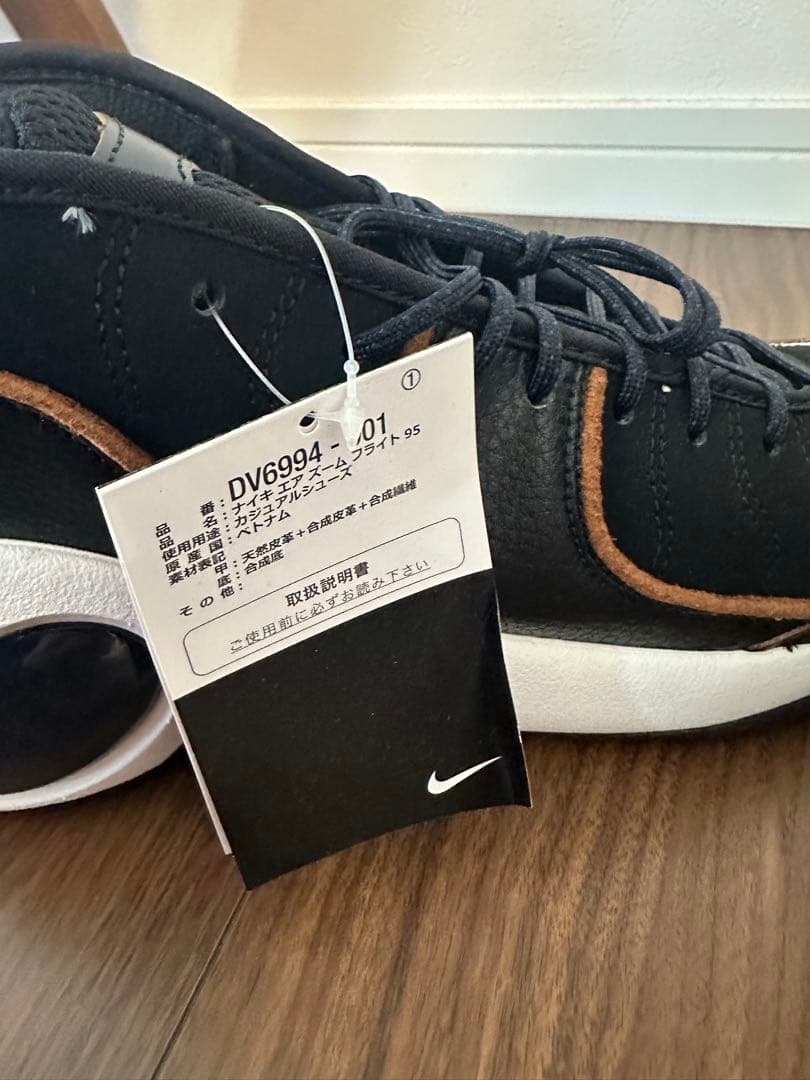 ①
品番：DV6994 - 01
品名：ナイキ エア ズーム フライト 95
使用用途：カジュアルシューズ
原産国：ベトナム
素材表記：甲：天然皮革＋合成皮革＋合成繊維
底：合成底
その他：
取扱説明書
ご使用前に必ずお読み下さい